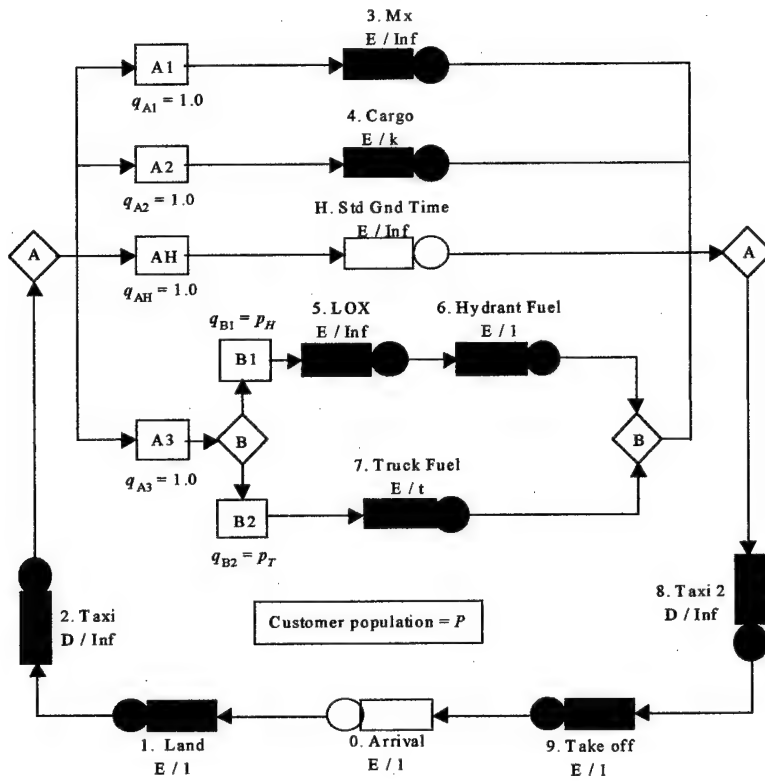 3. Mx
E / Inf
A1
q_A1 = 1.0
4. Cargo
E / k
A2
q_A2 = 1.0
H. Std Gnd Time
E / Inf
A
AH
A
q_AH = 1.0
q_B1 = p_H
5. LOX
E / Inf
6. Hydrant Fuel
E / 1
B1
A3
B
B
q_A3 = 1.0
7. Truck Fuel
E / t
B2
q_B2 = p_T
2. Taxi
D / Inf
Customer population = P
8. Taxi 2
D / Inf
1. Land
E / 1
0. Arrival
E / 1
9. Take off
E / 1